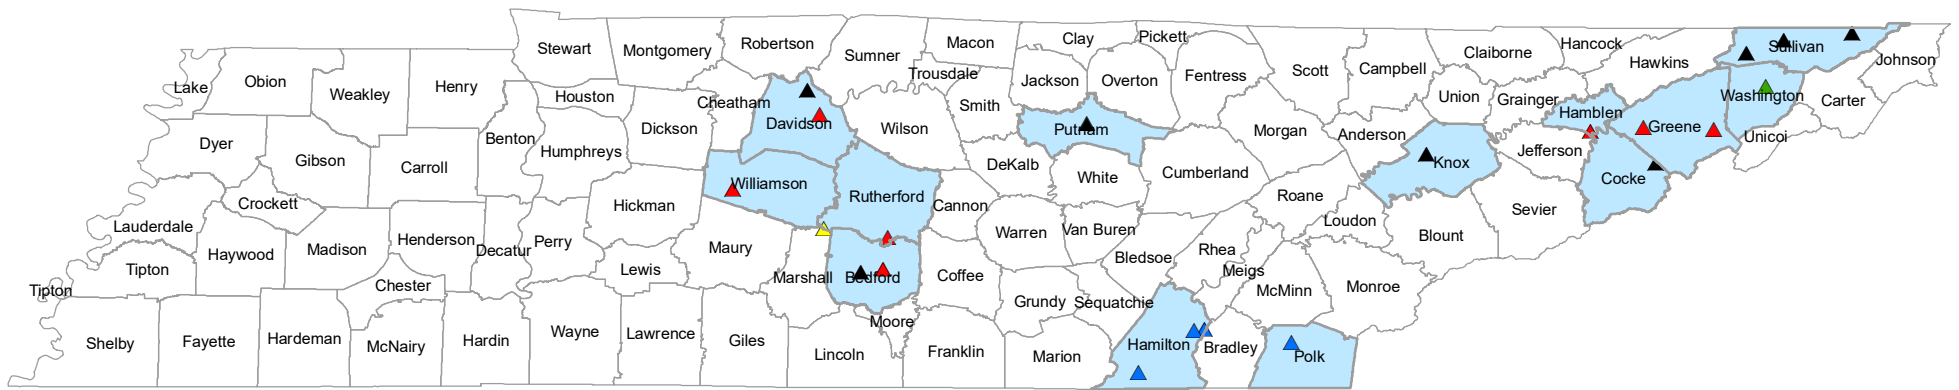 Stewart
Montgomery
Robertson
Sumner
Macon
Clay
Pickett
Trousdale
Jackson
Overton
Fentress
Scott
Campbell
Claiborne
Hancock
Hawkins
Sullivan
Johnson
Lake
Obion
Weakley
Henry
Houston
Cheatham
Smith
Union
Grainger
Hamblen
Washington
Carter
Dyer
Gibson
Carroll
Benton
Humphreys
Dickson
Davidson
Wilson
Putnam
Morgan
Anderson
Knox
Jefferson
Greene
Unicoi
DeKalb
White
Cumberland
Cocke
Lauderdale
Crockett
Hickman
Williamson
Rutherford
Cannon
Roane
Loudon
Blount
Sevier
Tipton
Haywood
Madison
Henderson
Decatur
Perry
Lewis
Maury
Marshall
Bedford
Coffee
Warren
Van Buren
Bledsoe
Rhea
Meigs
McMinn
Monroe
Tipton
Chester
Grundy
Sequatchie
Shelby
Fayette
Hardeman
McNairy
Hardin
Wayne
Lawrence
Giles
Lincoln
Moore
Franklin
Marion
Hamilton
Bradley
Polk